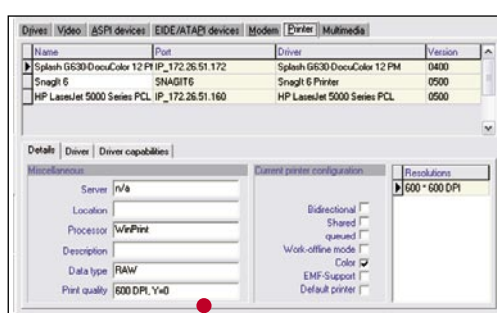 Drives Video ASPI devices EIDE/ATAPI devices Modem Printer Multimedia
Name Port Driver Version
Splash G630-DocuColor 12 PM IP_172.26.51.172 Splash G630-DocuColor 12 PM 0400
SnagIt 6 SNAGIT6 SnagIt 6 Printer 0500
HP LaserJet 5000 Series PCL IP_172.26.51.160 HP LaserJet 5000 Series PCL 0500
Details Driver Driver capabilities
Miscellaneous
Server n/a
Location
Processor WinPrint
Description
Data type RAW
Print quality 600 DPI, Y=0
Current printer configuration
Bidirectional
Shared
queued
Work-offline mode
Color
EMF-Support
Default printer
Resolutions
600 * 600 DPI